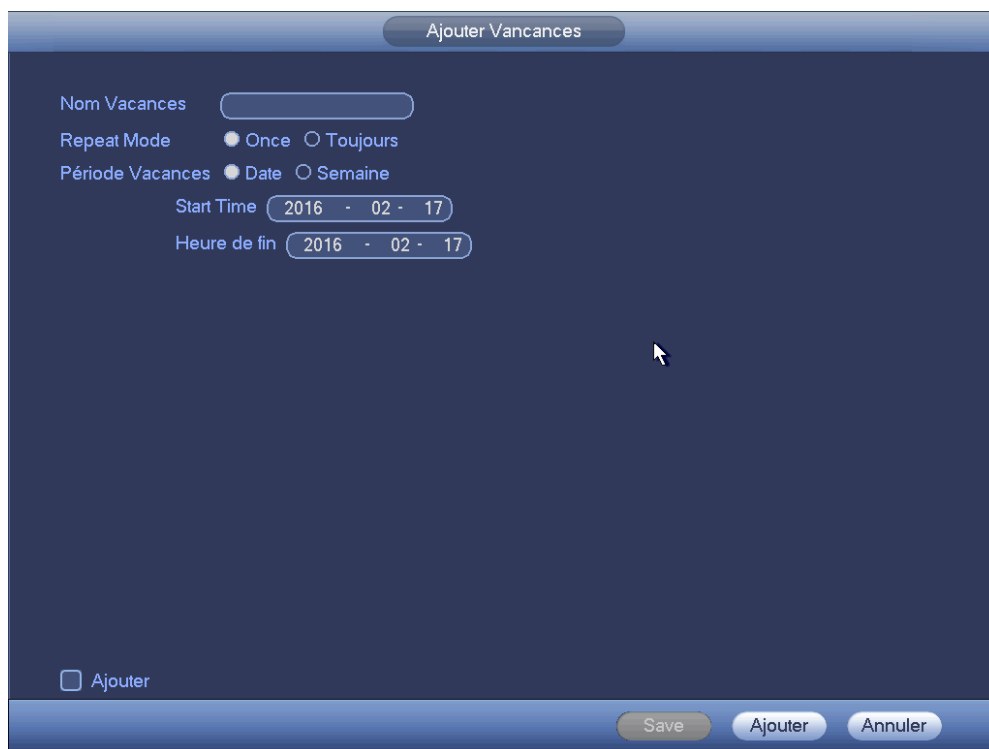 Ajouter Vancances
Nom Vacances
Repeat Mode Once Toujours
Période Vacances Date Semaine
Start Time 2016 - 02 - 17
Heure de fin 2016 - 02 - 17
Ajouter
Save Ajouter Annuler